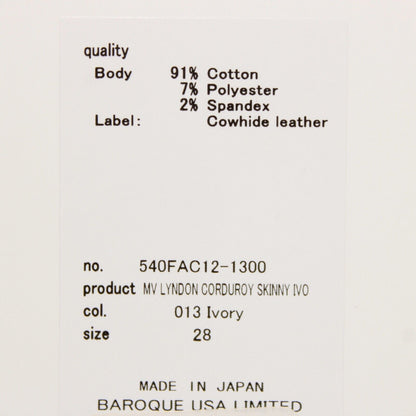 quality
Body 91% Cotton
7% Polyester
2% Spandex
Label: Cowhide leather
no. 540FAC12-1300
product MV LYNDON CORDUROY SKINNY IVO
col. 013 Ivory
size 28
MADE IN JAPAN
BAROQUE USA LIMITED